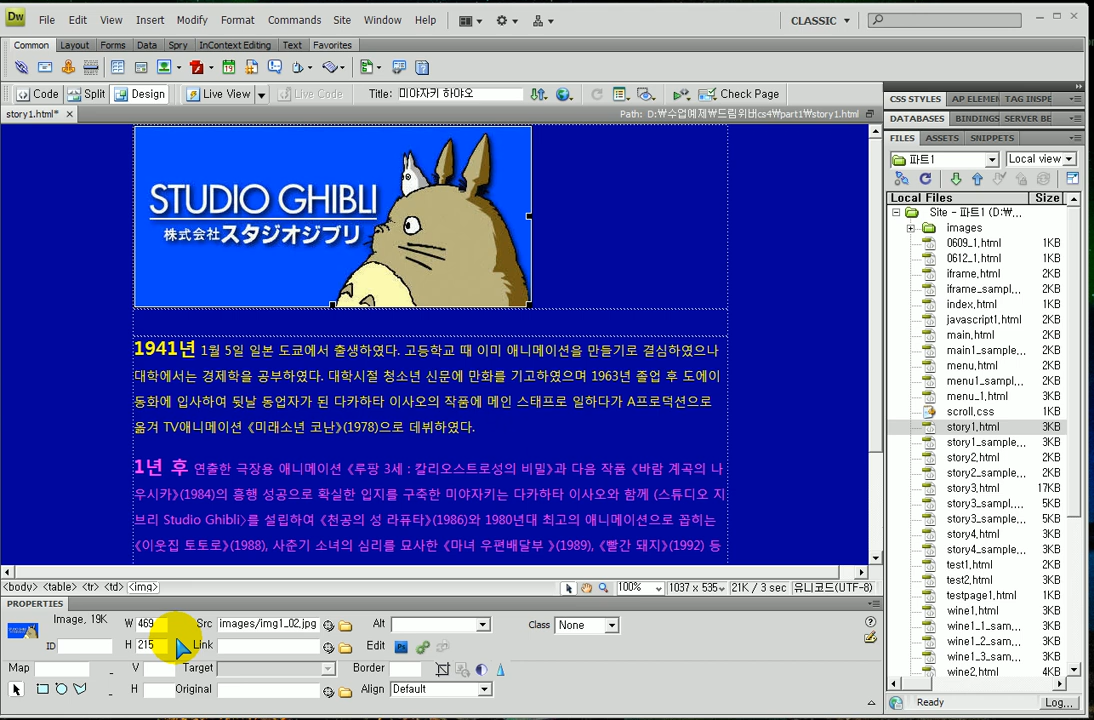 Dw File Edit View Insert Modify Format Commands Site Window Help CLASSIC
Common Layout Forms Data Spry InContext Editing Text Favorites
Code Split Design Live View Live Code Title: 미야자키 하야오 Check Page
story1.html* Path: D:₩수업예제₩드림위버cs4₩part1₩story1.html
STUDIO GHIBLI
株式会社スタジオジブリ
1941년 1월 5일 일본 도쿄에서 출생하였다. 고등학교 때 이미 애니메이션을 만들기로 결심하였으나
대학에서는 경제학을 공부하였다. 대학시절 청소년 신문에 만화를 기고하였으며 1963년 졸업 후 도에이
동화에 입사하여 뒷날 동업자가 된 다카하타 이사오의 작품에 메인 스태프로 일하다가 A프로덕션으로
옮겨 TV애니메이션 《미래소년 코난》(1978)으로 데뷔하였다.
1년 후 연출한 극장용 애니메이션 《루팡 3세 : 칼리오스트로성의 비밀》과 다음 작품 《바람 계곡의 나
우시카》(1984)의 흥행 성공으로 확실한 입지를 구축한 미야자키는 다카하타 이사오와 함께 (스튜디오 지
브리 Studio Ghibli)를 설립하여 《천공의 성 라퓨타》(1986)와 1980년대 최고의 애니메이션으로 꼽히는
《이웃집 토토로》(1988), 사춘기 소녀의 심리를 묘사한 《마녀 우편배달부 》(1989), 《빨간 돼지》(1992) 등
<body> <table> <tr> <td> <img> 100% 1037 x 535 21K / 3 sec 유니코드(UTF-8)
PROPERTIES
Image, 19K W 469 Src images/img1_02.jpg Alt Class None
ID H 215 Link Edit
Map V Target Border
H Original Align Default
CSS STYLES AP ELEMEN TAG INSPE
DATABASES BINDINGS SERVER BE
FILES ASSETS SNIPPETS
파트1 Local view
Local Files Size
Site - 파트1 (D:₩...
images
0609_1.html 1KB
0612_1.html 1KB
iframe.html 2KB
iframe_sampl... 2KB
index.html 1KB
javascript1.html 1KB
main.html 2KB
main1_sample... 2KB
menu.html 2KB
menu1_sampl... 2KB
menu_1.html 3KB
scroll.css 1KB
story1.html 3KB
story1_sample... 3KB
story2.html 2KB
story2_sample... 2KB
story3.html 17KB
story3_sampl... 5KB
story3_sample... 5KB
story4.html 3KB
story4_sample... 3KB
test1.html 2KB
test2.html 3KB
testpage1.html 1KB
wine1.html 3KB
wine1_1_sam... 3KB
wine1_2_sam... 3KB
wine1_3_sam... 3KB
wine2.html 4KB
Ready Log...